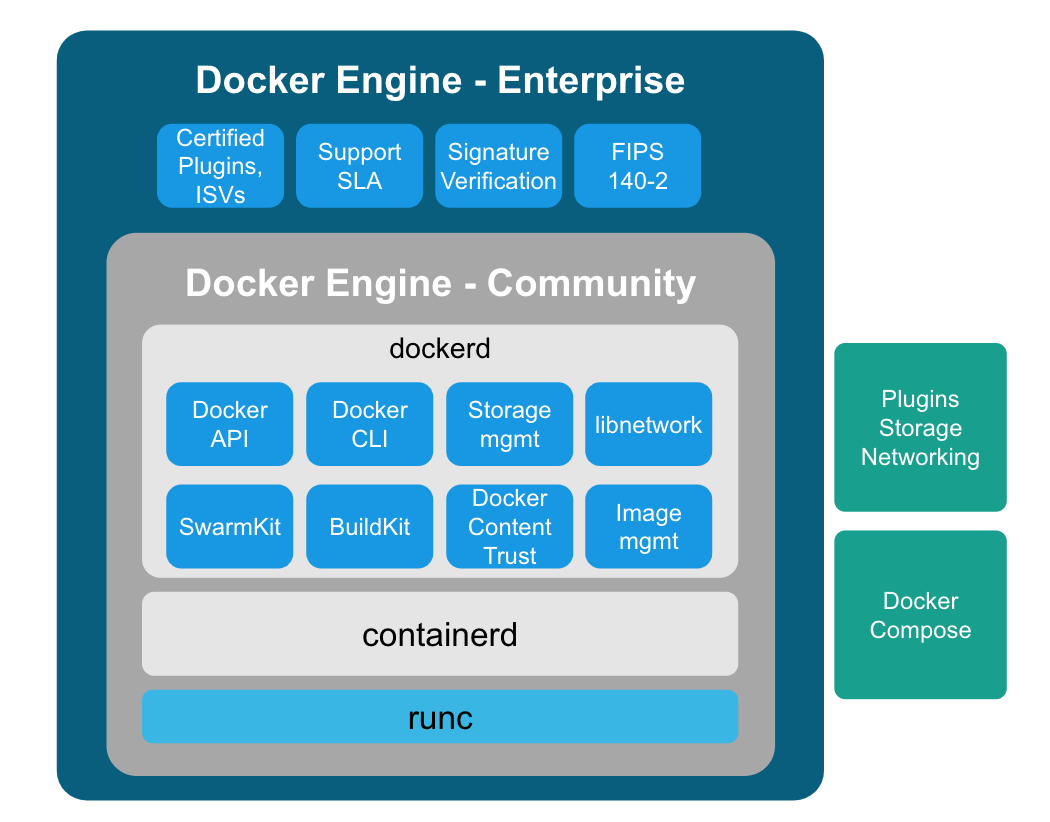 Docker Engine - Enterprise
Certified
Plugins,
ISVs
Support
SLA
Signature
Verification
FIPS
140-2
Docker Engine - Community
dockerd
Docker
API
Docker
CLI
Storage
mgmt
libnetwork
SwarmKit
BuildKit
Docker
Content
Trust
Image
mgmt
containerd
runc
Plugins
Storage
Networking
Docker
Compose